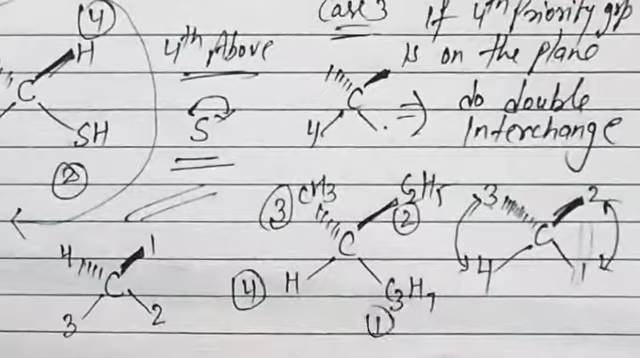 Case 3 If 4th Priority grp
is on the plane
4th Above
do double
Interchange
(4)
H
C
SH
(2)
S
C
4
=)
(3) CH3
C2H5
(2)
C
H
(4)
C3H7
(1)
3
2
C
4
1
4
1
C
3
2